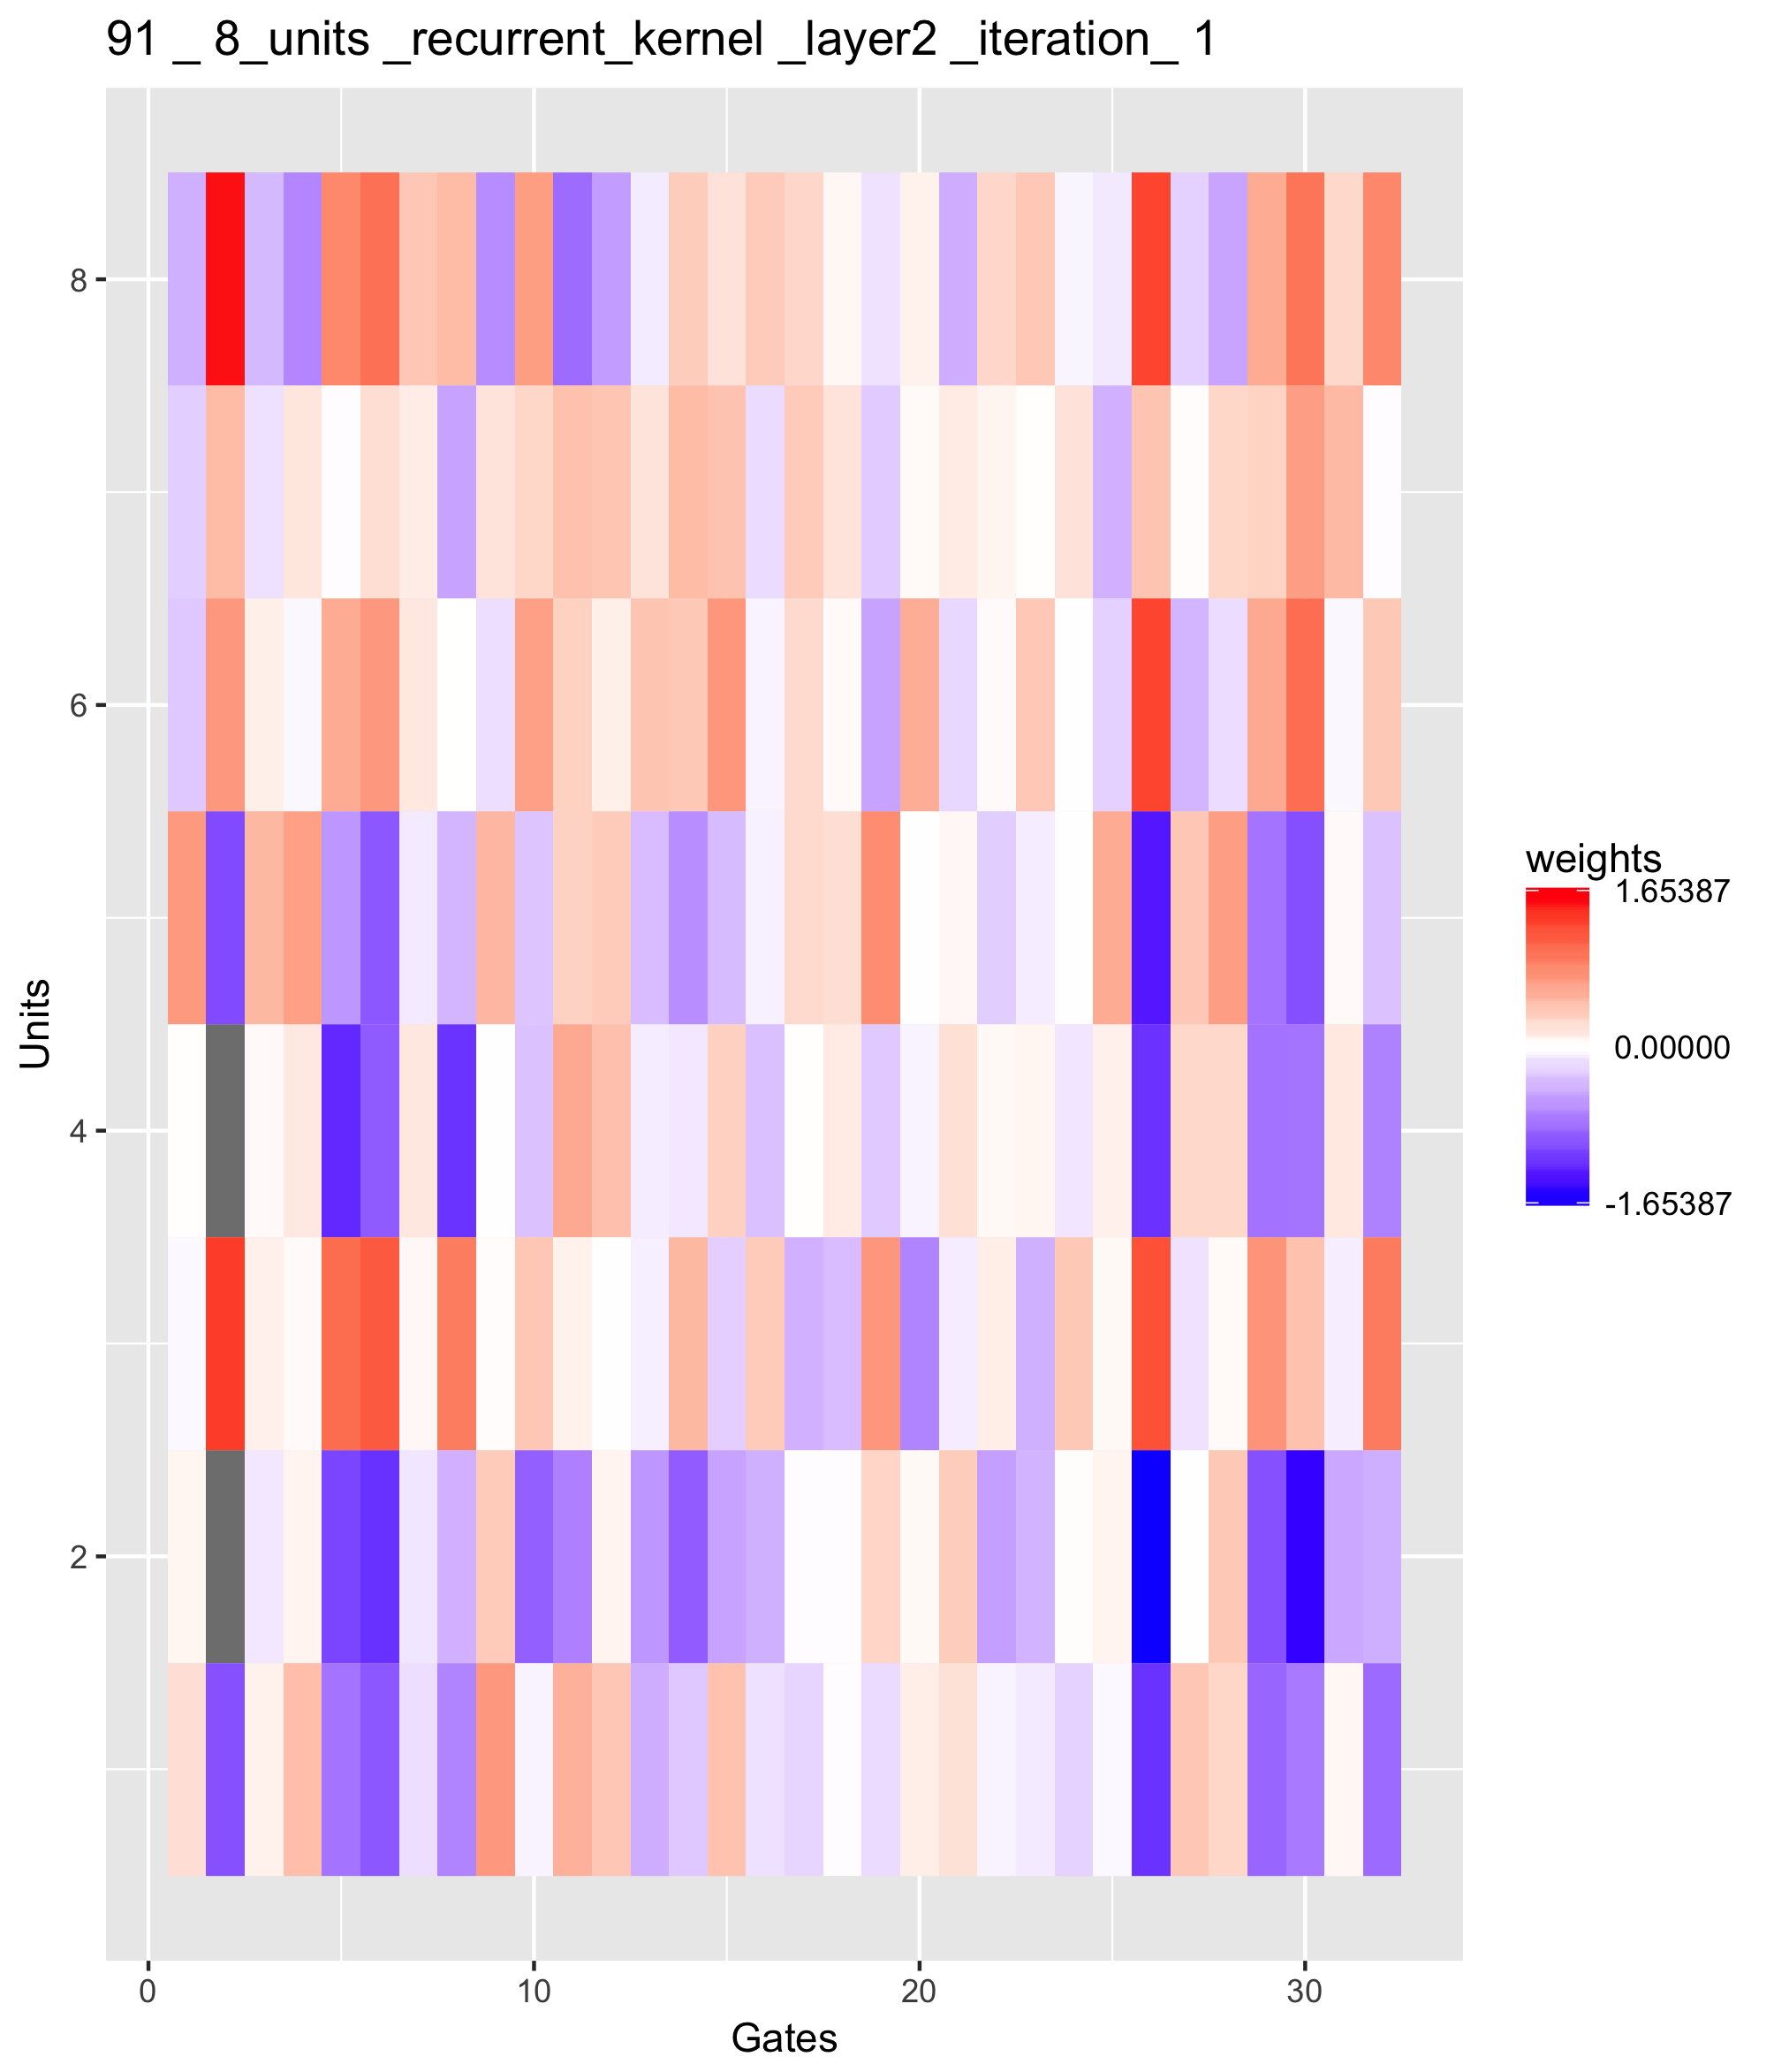 91 _ 8_units _recurrent_kernel _layer2 _iteration_ 1
8
6
4
2
Units
0 10 20 30
Gates
weights
1.65387
0.00000
-1.65387